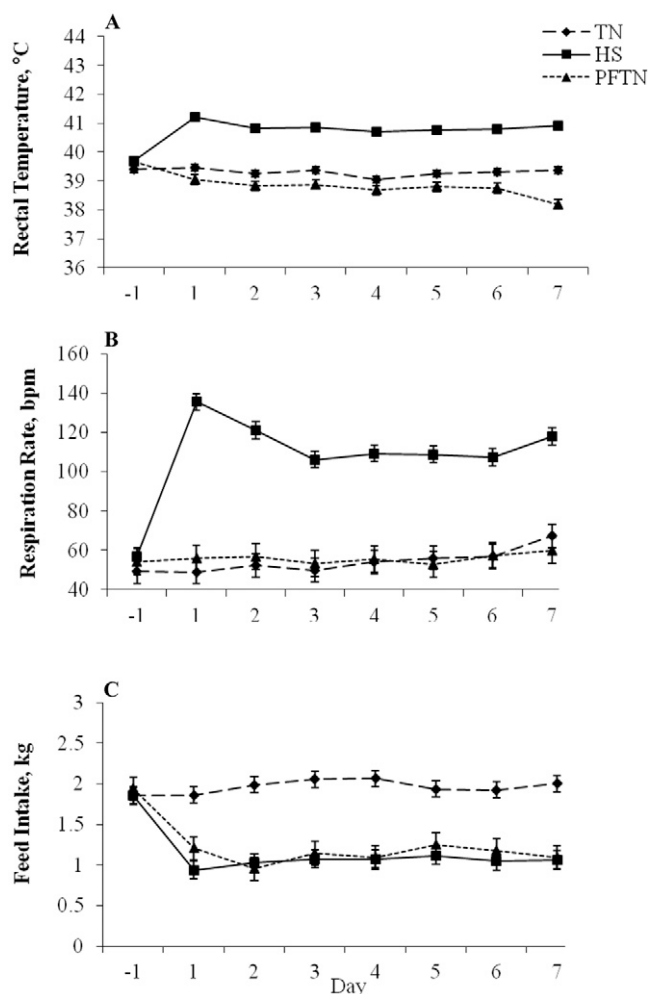 A
TN
HS
PFTN
Rectal Temperature, °C
44
43
42
41
40
39
38
37
36
-1 1 2 3 4 5 6 7
B
Respiration Rate, bpm
160
140
120
100
80
60
40
-1 1 2 3 4 5 6 7
C
Feed Intake, kg
3
2.5
2
1.5
1
0.5
0
-1 1 2 3 4 5 6 7
Day